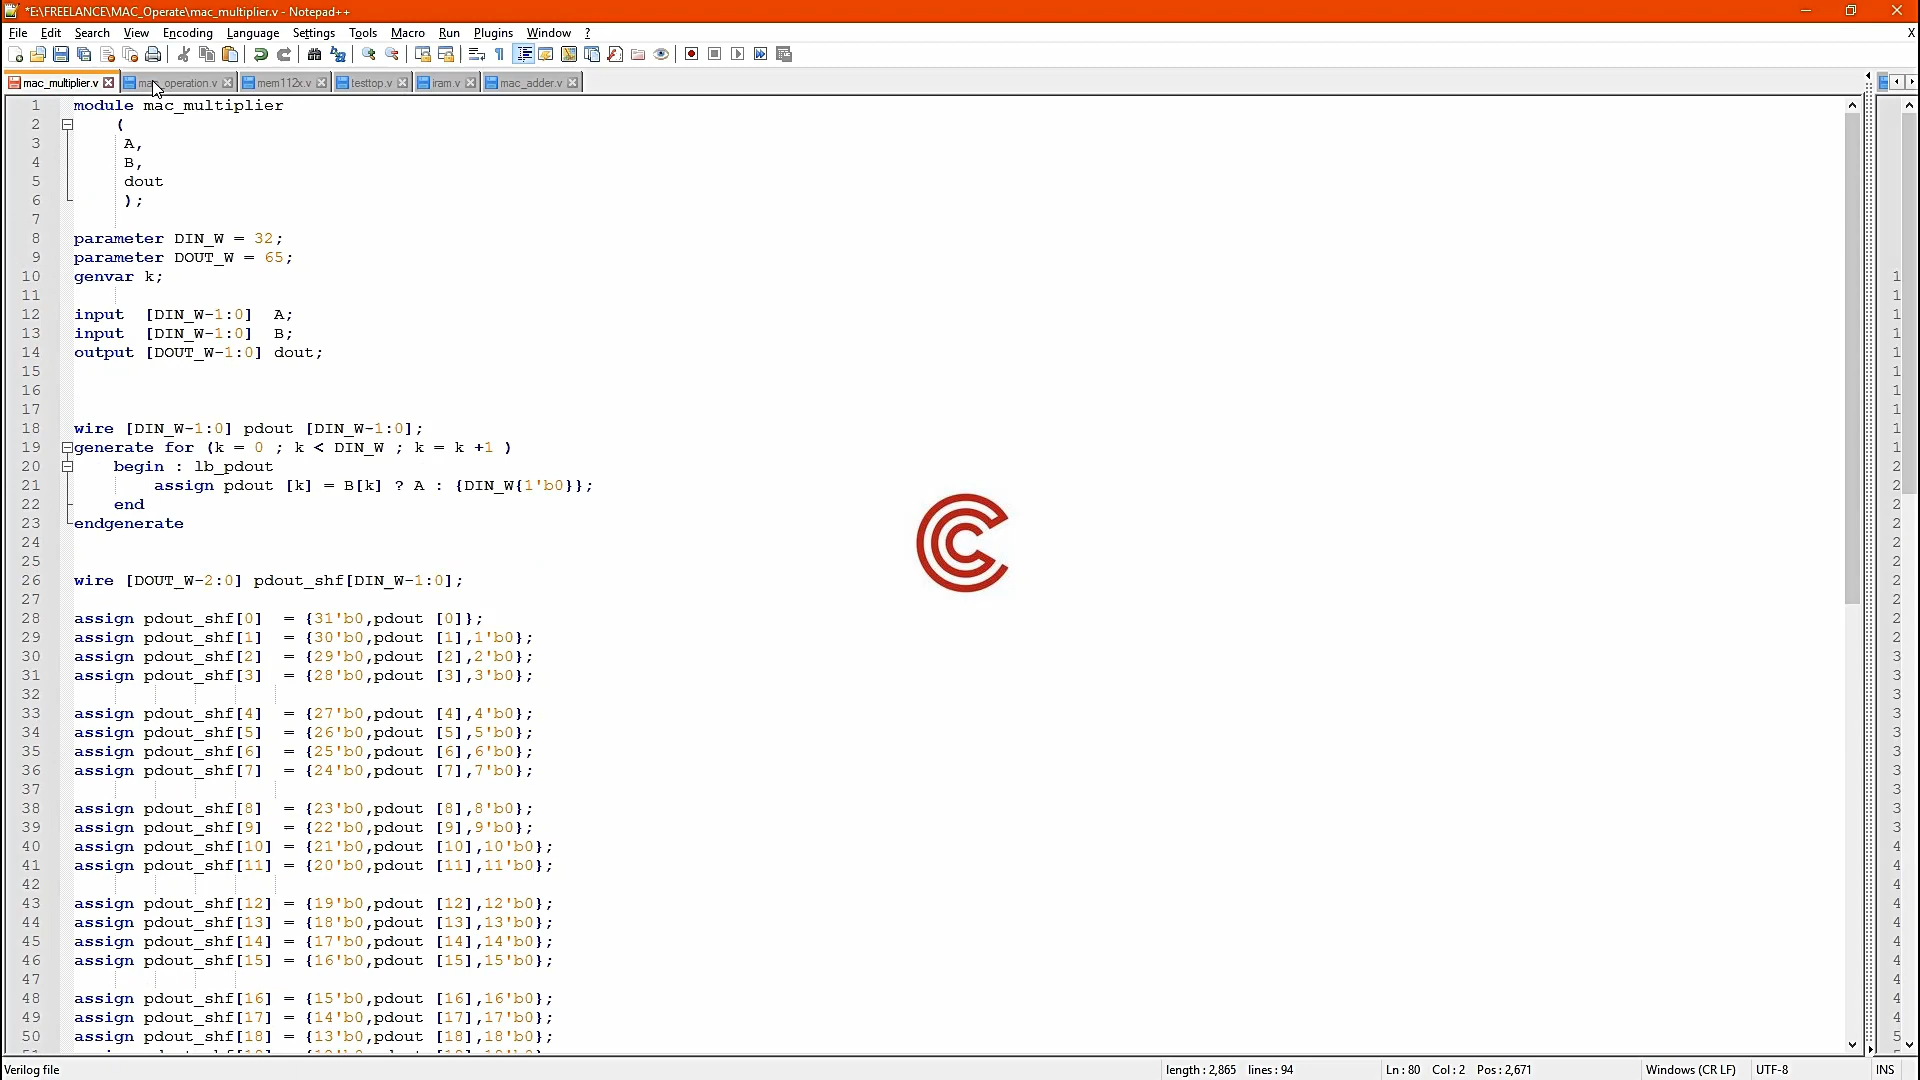 *E:\FREELANCE\MAC_Operate\mac_multiplier.v - Notepad++
File Edit Search View Encoding Language Settings Tools Macro Run Plugins Window ? X
mac_multiplier.v mac_operation.v mem112x.v testtop.v iram.v mac_adder.v
1 module mac_multiplier
2 (
3 A,
4 B,
5 dout
6 );
7
8 parameter DIN_W = 32;
9 parameter DOUT_W = 65;
10 genvar k;
11
12 input [DIN_W-1:0] A;
13 input [DIN_W-1:0] B;
14 output [DOUT_W-1:0] dout;
15
16
17
18 wire [DIN_W-1:0] pdout [DIN_W-1:0];
19 generate for (k = 0 ; k < DIN_W ; k = k +1 )
20 begin : lb_pdout
21 assign pdout [k] = B[k] ? A : {DIN_W{1'b0}};
22 end
23 endgenerate
24
25
26 wire [DOUT_W-2:0] pdout_shf[DIN_W-1:0];
27
28 assign pdout_shf[0] = {31'b0,pdout [0]};
29 assign pdout_shf[1] = {30'b0,pdout [1],1'b0};
30 assign pdout_shf[2] = {29'b0,pdout [2],2'b0};
31 assign pdout_shf[3] = {28'b0,pdout [3],3'b0};
32
33 assign pdout_shf[4] = {27'b0,pdout [4],4'b0};
34 assign pdout_shf[5] = {26'b0,pdout [5],5'b0};
35 assign pdout_shf[6] = {25'b0,pdout [6],6'b0};
36 assign pdout_shf[7] = {24'b0,pdout [7],7'b0};
37
38 assign pdout_shf[8] = {23'b0,pdout [8],8'b0};
39 assign pdout_shf[9] = {22'b0,pdout [9],9'b0};
40 assign pdout_shf[10] = {21'b0,pdout [10],10'b0};
41 assign pdout_shf[11] = {20'b0,pdout [11],11'b0};
42
43 assign pdout_shf[12] = {19'b0,pdout [12],12'b0};
44 assign pdout_shf[13] = {18'b0,pdout [13],13'b0};
45 assign pdout_shf[14] = {17'b0,pdout [14],14'b0};
46 assign pdout_shf[15] = {16'b0,pdout [15],15'b0};
47
48 assign pdout_shf[16] = {15'b0,pdout [16],16'b0};
49 assign pdout_shf[17] = {14'b0,pdout [17],17'b0};
50 assign pdout_shf[18] = {13'b0,pdout [18],18'b0};
Verilog file length : 2,865 lines : 94 Ln : 80 Col : 2 Pos : 2,671 Windows (CR LF) UTF-8 INS